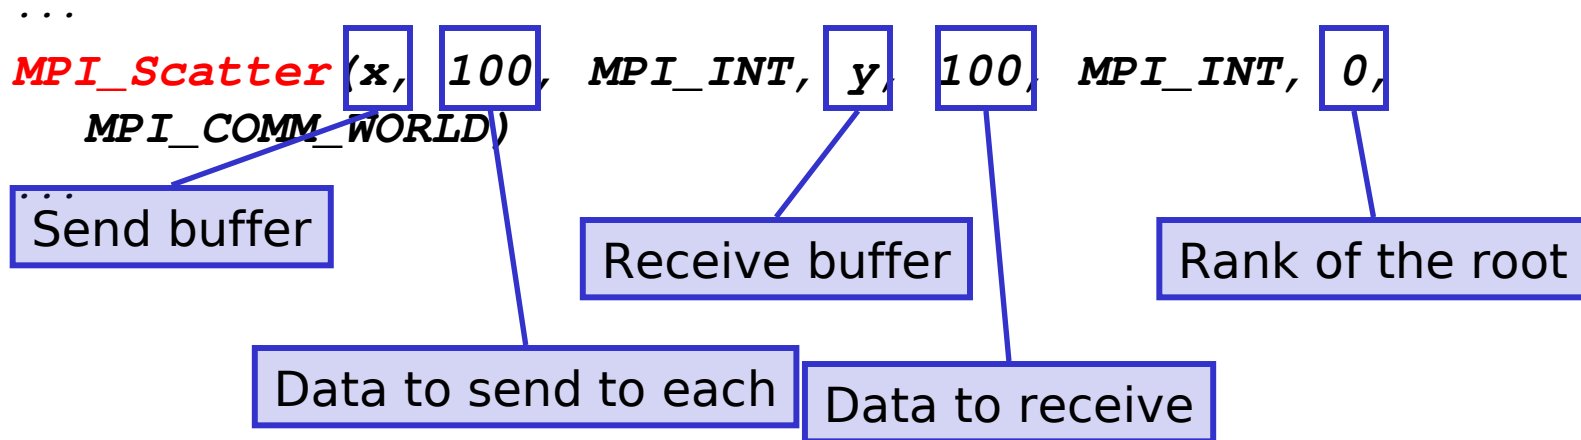 ...
MPI_Scatter(x, 100, MPI_INT, y, 100, MPI_INT, 0,
MPI_COMM_WORLD)
...
Send buffer
Receive buffer
Rank of the root
Data to send to each
Data to receive